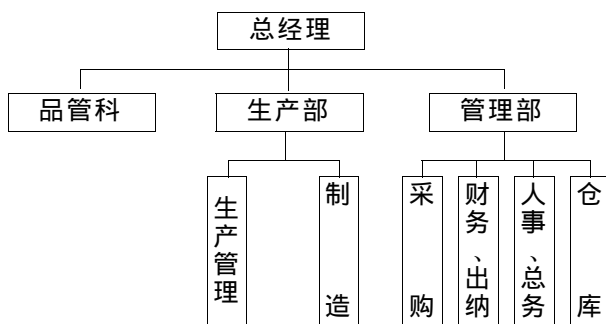 总经理
品管科
生产部
管理部
生产管理
制造
采购
财务、出纳
人事、总务
仓库